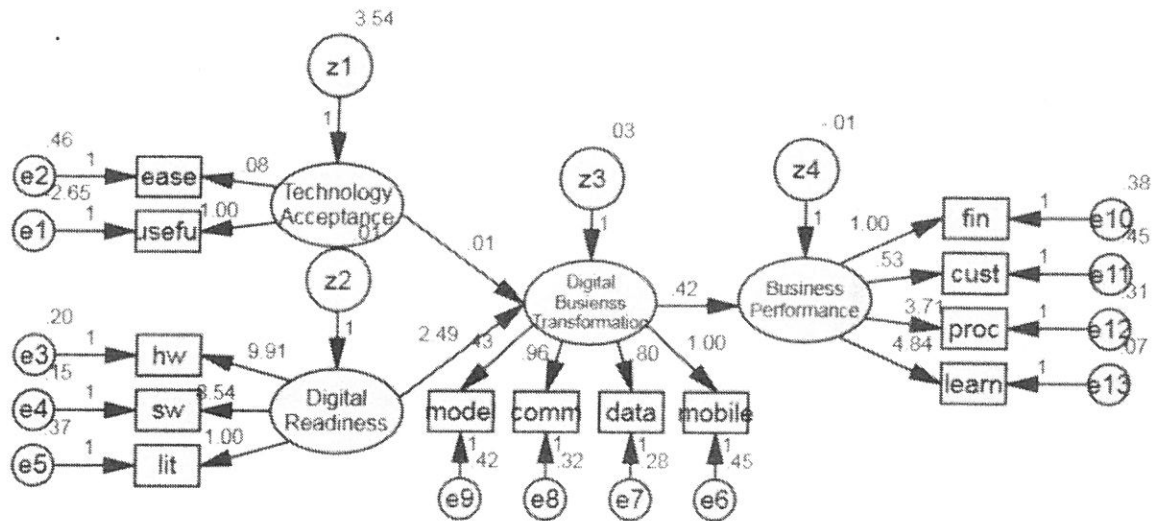 3.54
z1
1
.46
e2
1
ease
.08
Technology
Acceptance
-2.65
e1
1
usefu
1.00
.01
z2
1
.03
z3
1
-.01
z4
1
.01
2.49
Digital
Busienss
Transformation
.42
Business
Performance
1.00
fin
1
.38
e10
.53
cust
1
.45
e11
3.71
proc
1
.31
e12
4.84
learn
1
.07
e13
.20
e3
1
hw
9.91
.15
e4
1
sw
8.54
.37
e5
1
lit
1.00
Digital
Readiness
.43
.96
.80
1.00
mode
comm
data
mobile
1
.42
1
.32
1
.28
1
.45
e9
e8
e7
e6